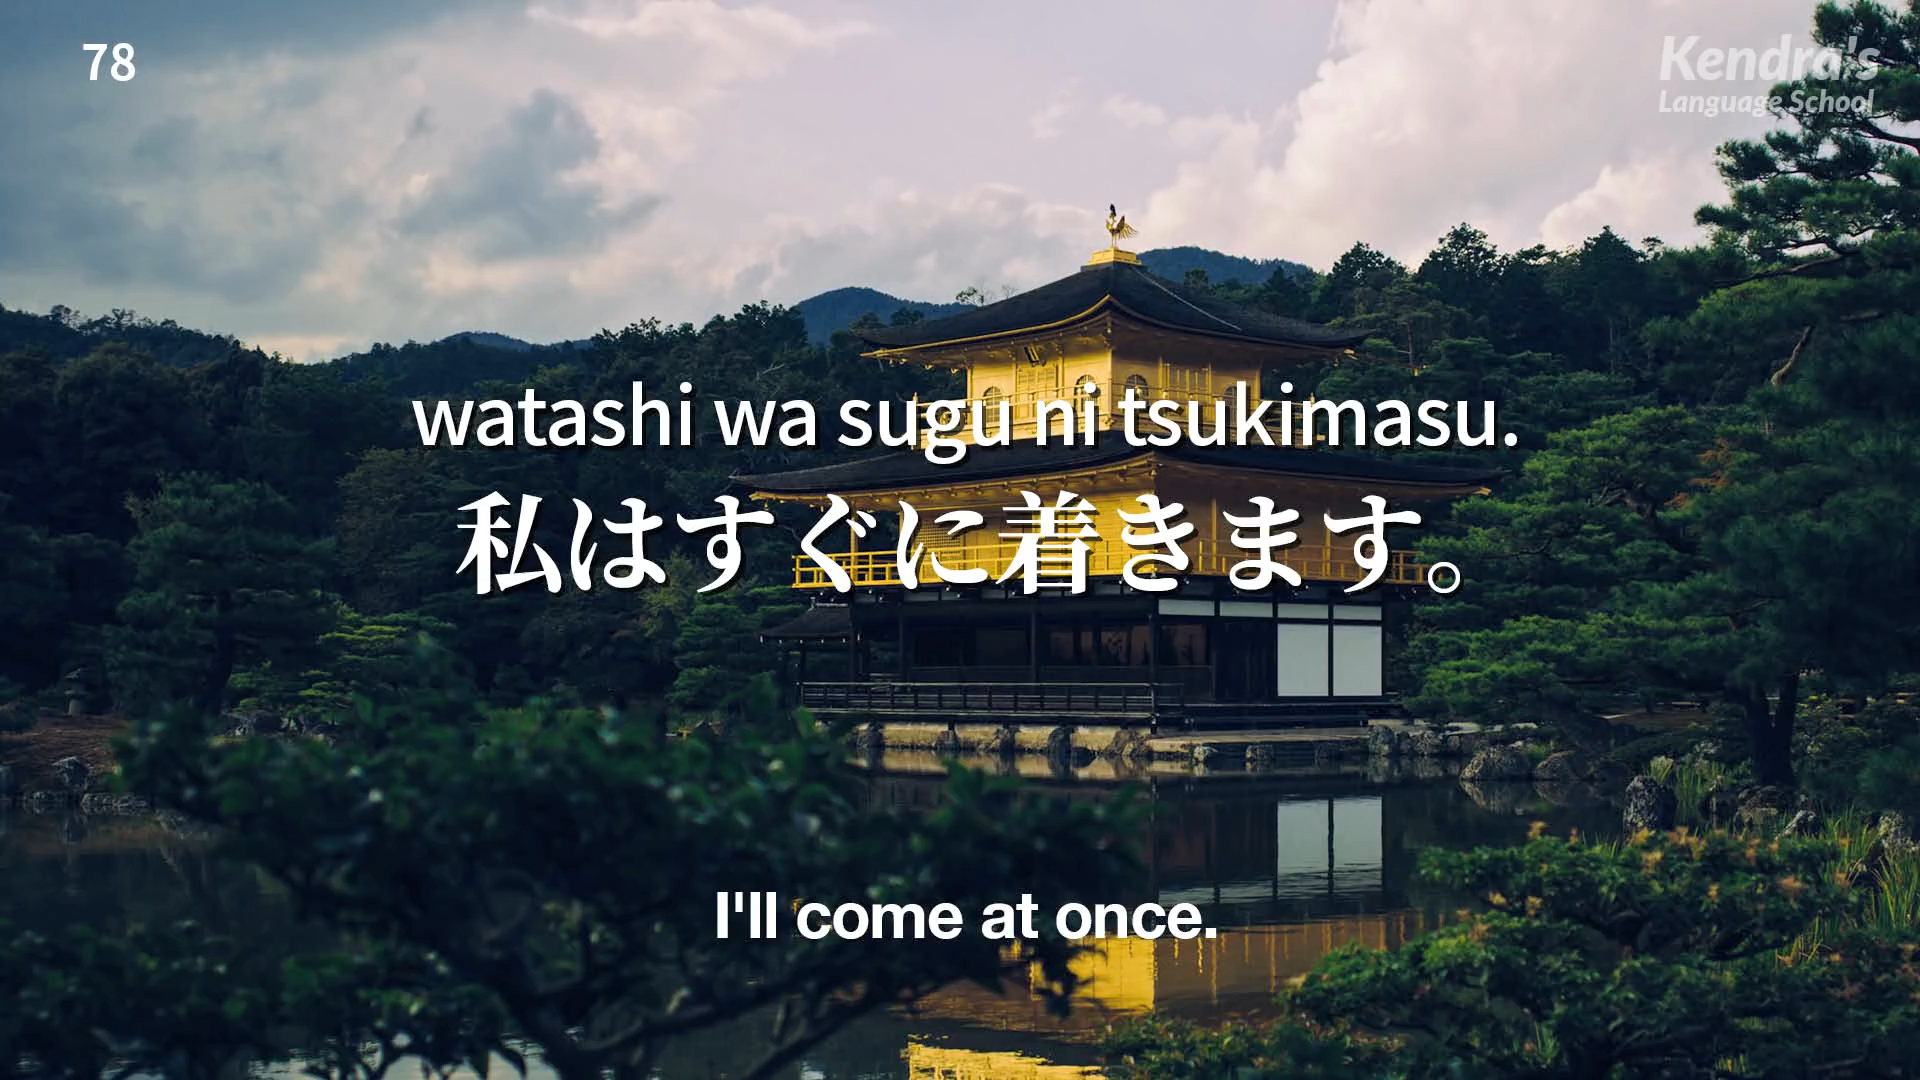 78
Kendra's
Language School
watashi wa sugu ni tsukimasu.
私はすぐに着きます。
I'll come at once.